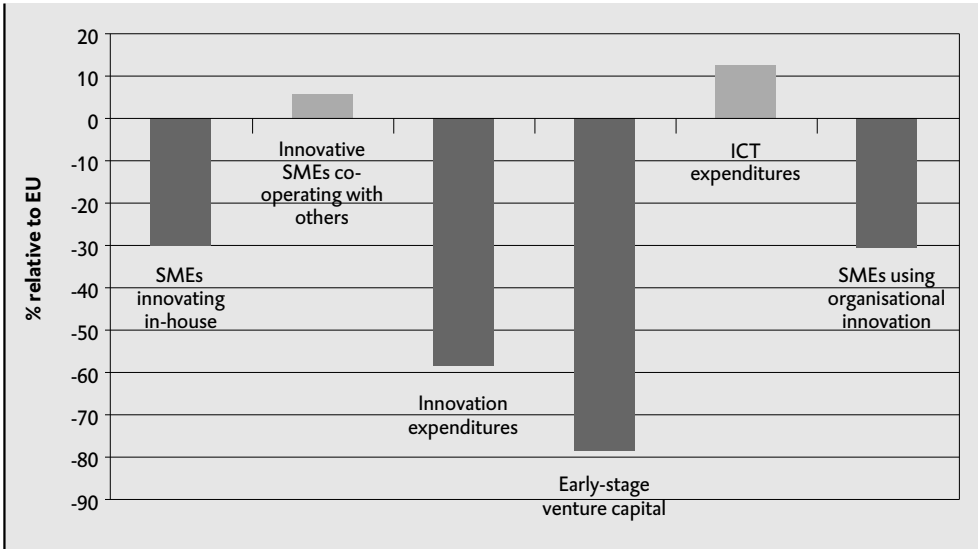 20
10
0
-10
-20
-30
-40
-50
-60
-70
-80
-90
% relative to EU
SMEs
innovating
in-house
Innovative
SMEs co-
operating with
others
Innovation
expenditures
Early-stage
venture capital
ICT
expenditures
SMEs using
organisational
innovation